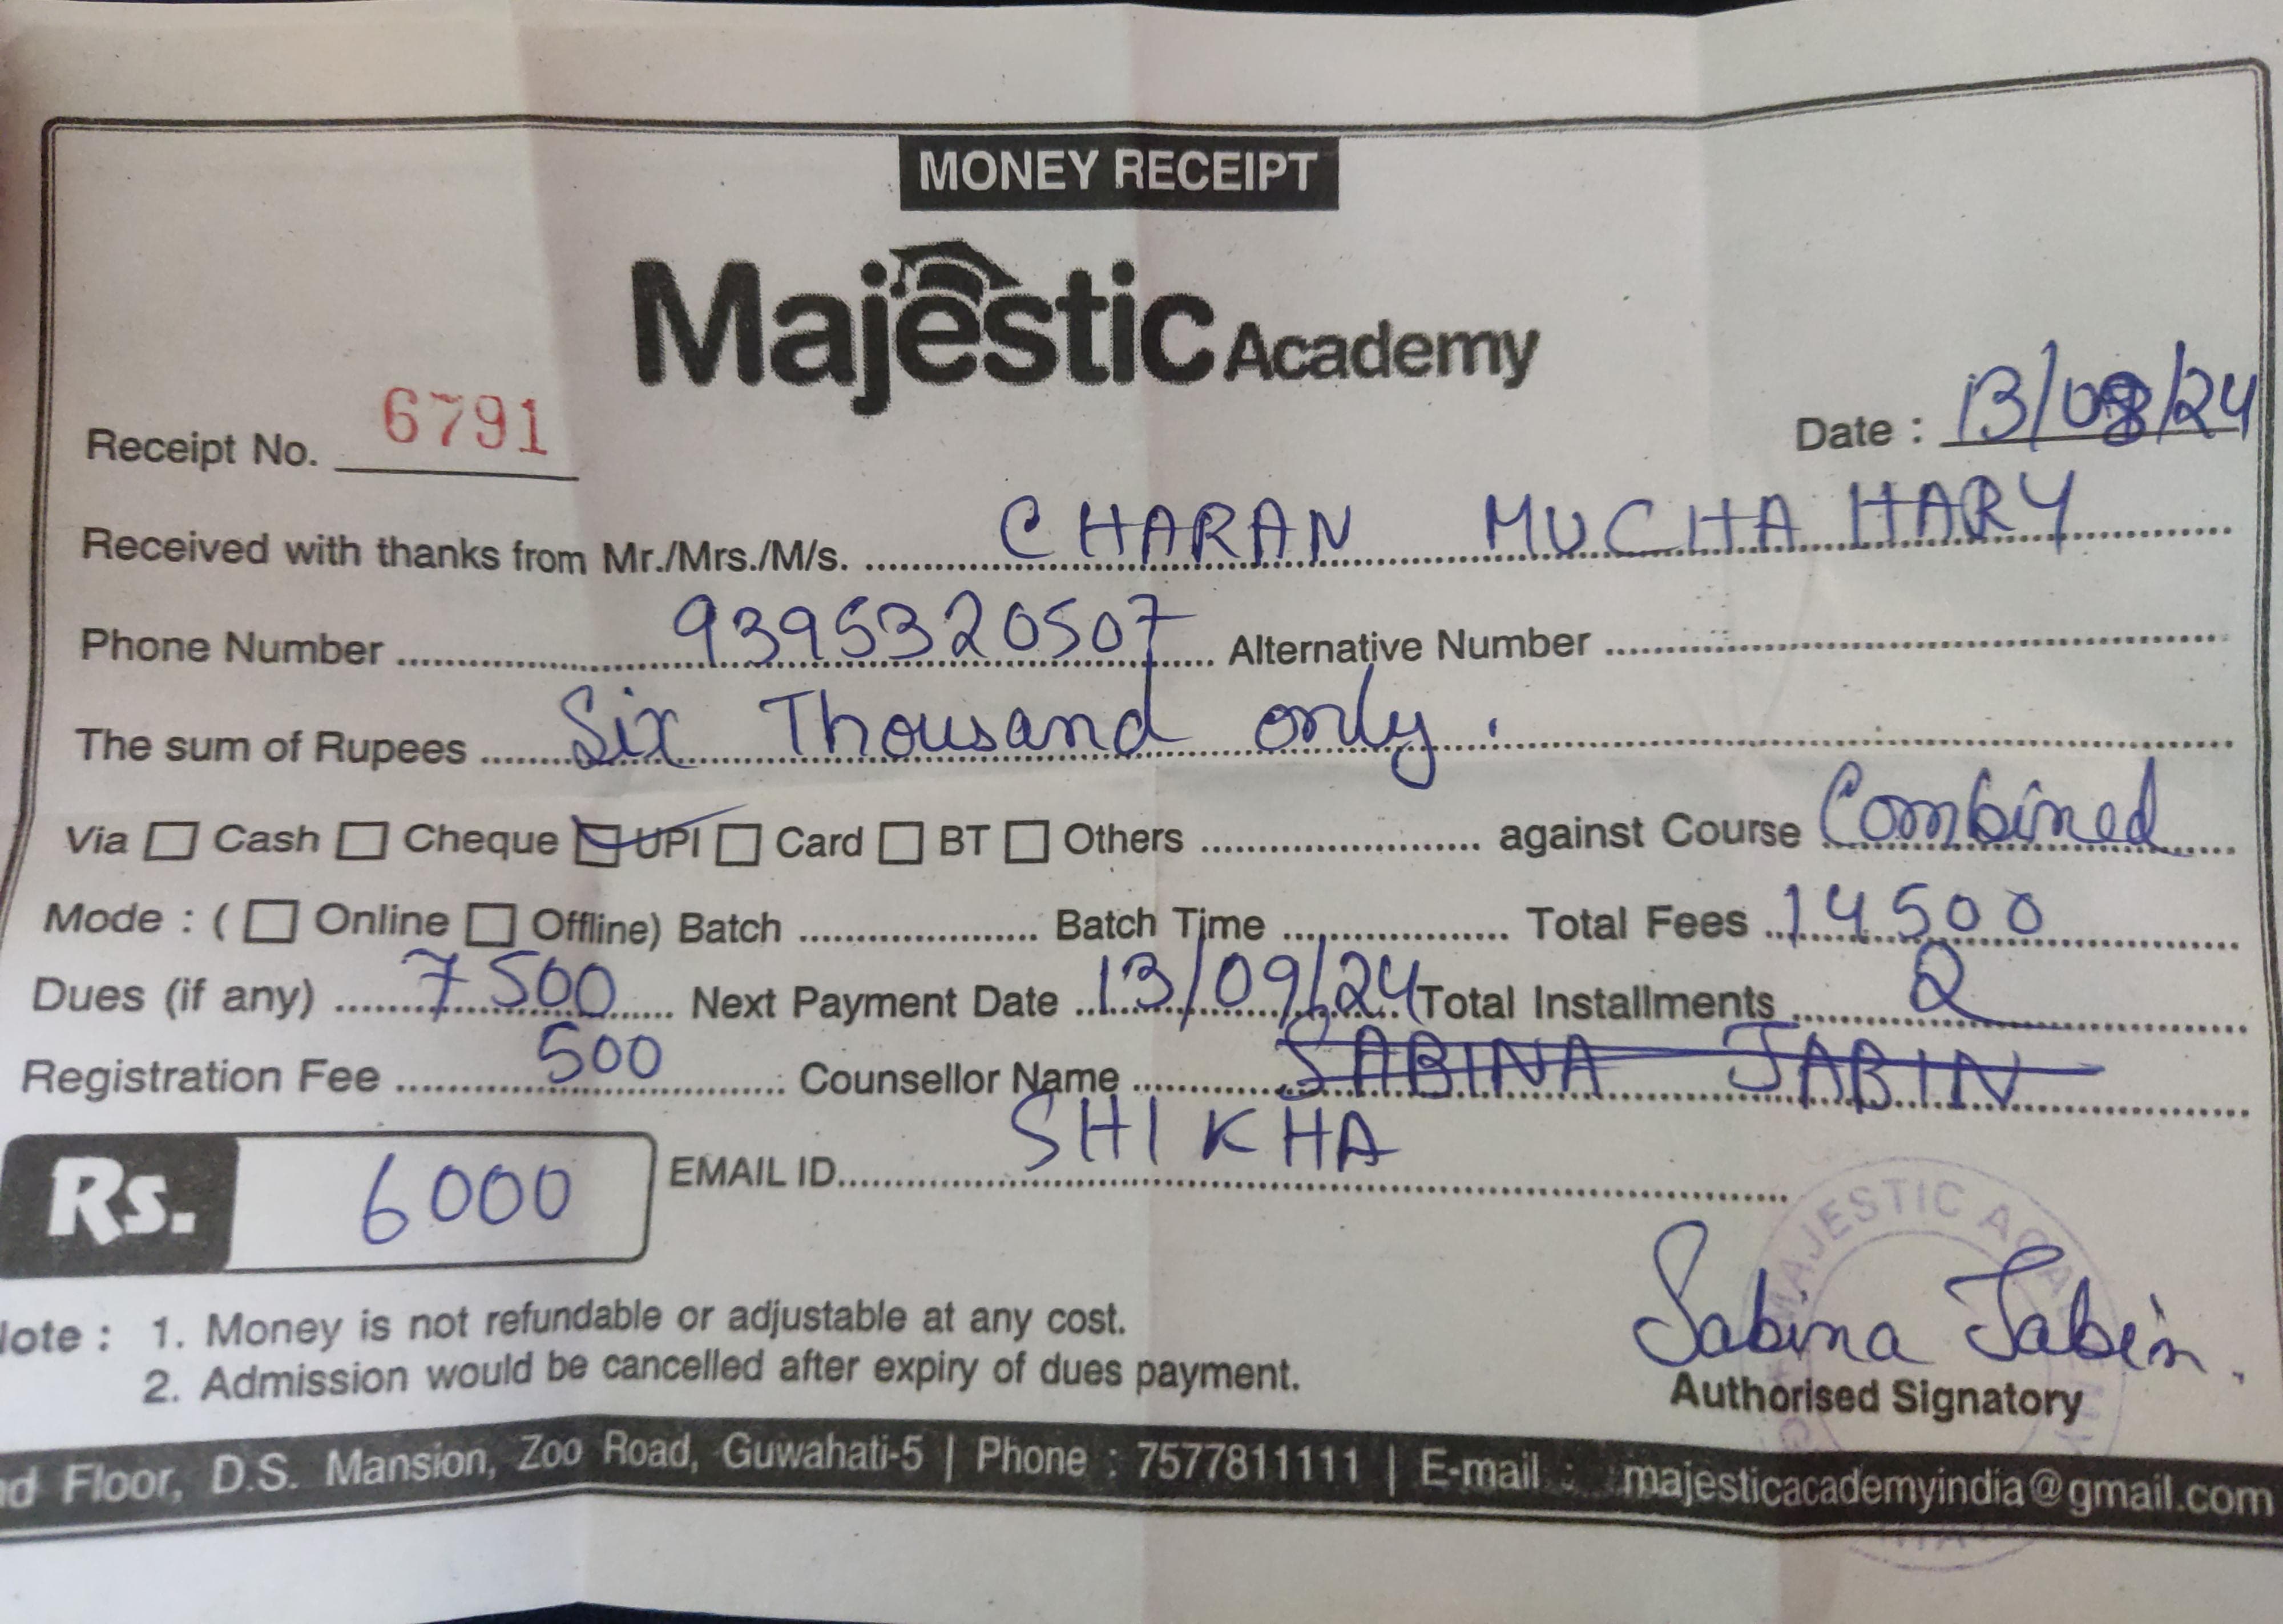 MONEY RECEIPT
Majestic Academy
Receipt No. 6791
Date : 13/08/24
Received with thanks from Mr./Mrs./M/s. CHARAN MUCHAHARY
Phone Number 9395320507 Alternative Number
The sum of Rupees Six Thousand only.
Via Cash Cheque UPI Card BT Others against Course Combined
Mode : ( Online Offline) Batch Batch Time Total Fees 14500
Dues (if any) 7500 Next Payment Date 13/09/24 Total Installments 2
Registration Fee 500 Counsellor Name SABINA JABIN
SHIKHA
Rs. 6000 EMAIL ID
MAJESTIC
Sabina Jabin.
Note : 1. Money is not refundable or adjustable at any cost.
2. Admission would be cancelled after expiry of dues payment.
Authorised Signatory
Floor, D.S. Mansion, Zoo Road, Guwahati-5 | Phone : 7577811111 | E-mail : majesticacademyindia@gmail.com